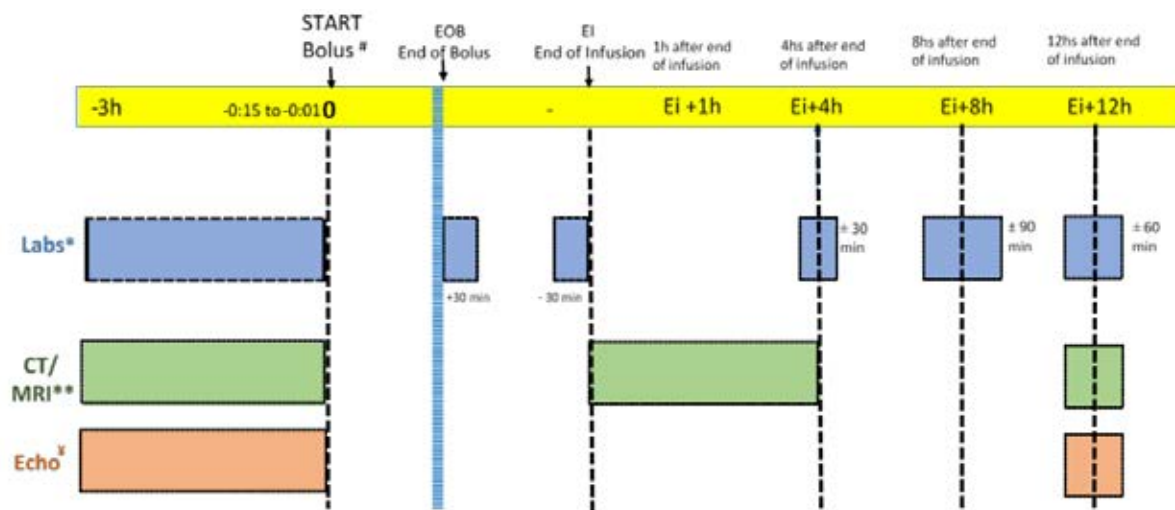 START
Bolus #
EOB
End of Bolus
EI
End of Infusion
1h after end
of infusion
4hs after end
of infusion
8hs after end
of infusion
12hs after end
of infusion
-3h
-0:15 to -0:01 0
-
Ei +1h
Ei+4h
Ei+8h
Ei+12h
Labs*
+30 min
- 30 min
± 30
min
± 90
min
± 60
min
CT/
MRI**
Echo¥